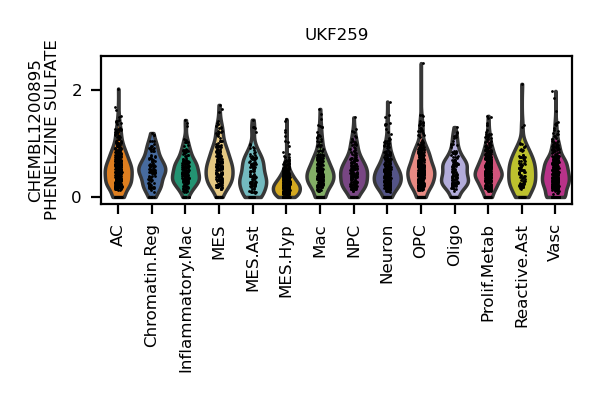 UKF259
CHEMBL1200895
PHENELZINE SULFATE
2
0
AC
Chromatin.Reg
Inflammatory.Mac
MES
MES.Ast
MES.Hyp
Mac
NPC
Neuron
OPC
Oligo
Prolif.Metab
Reactive.Ast
Vasc